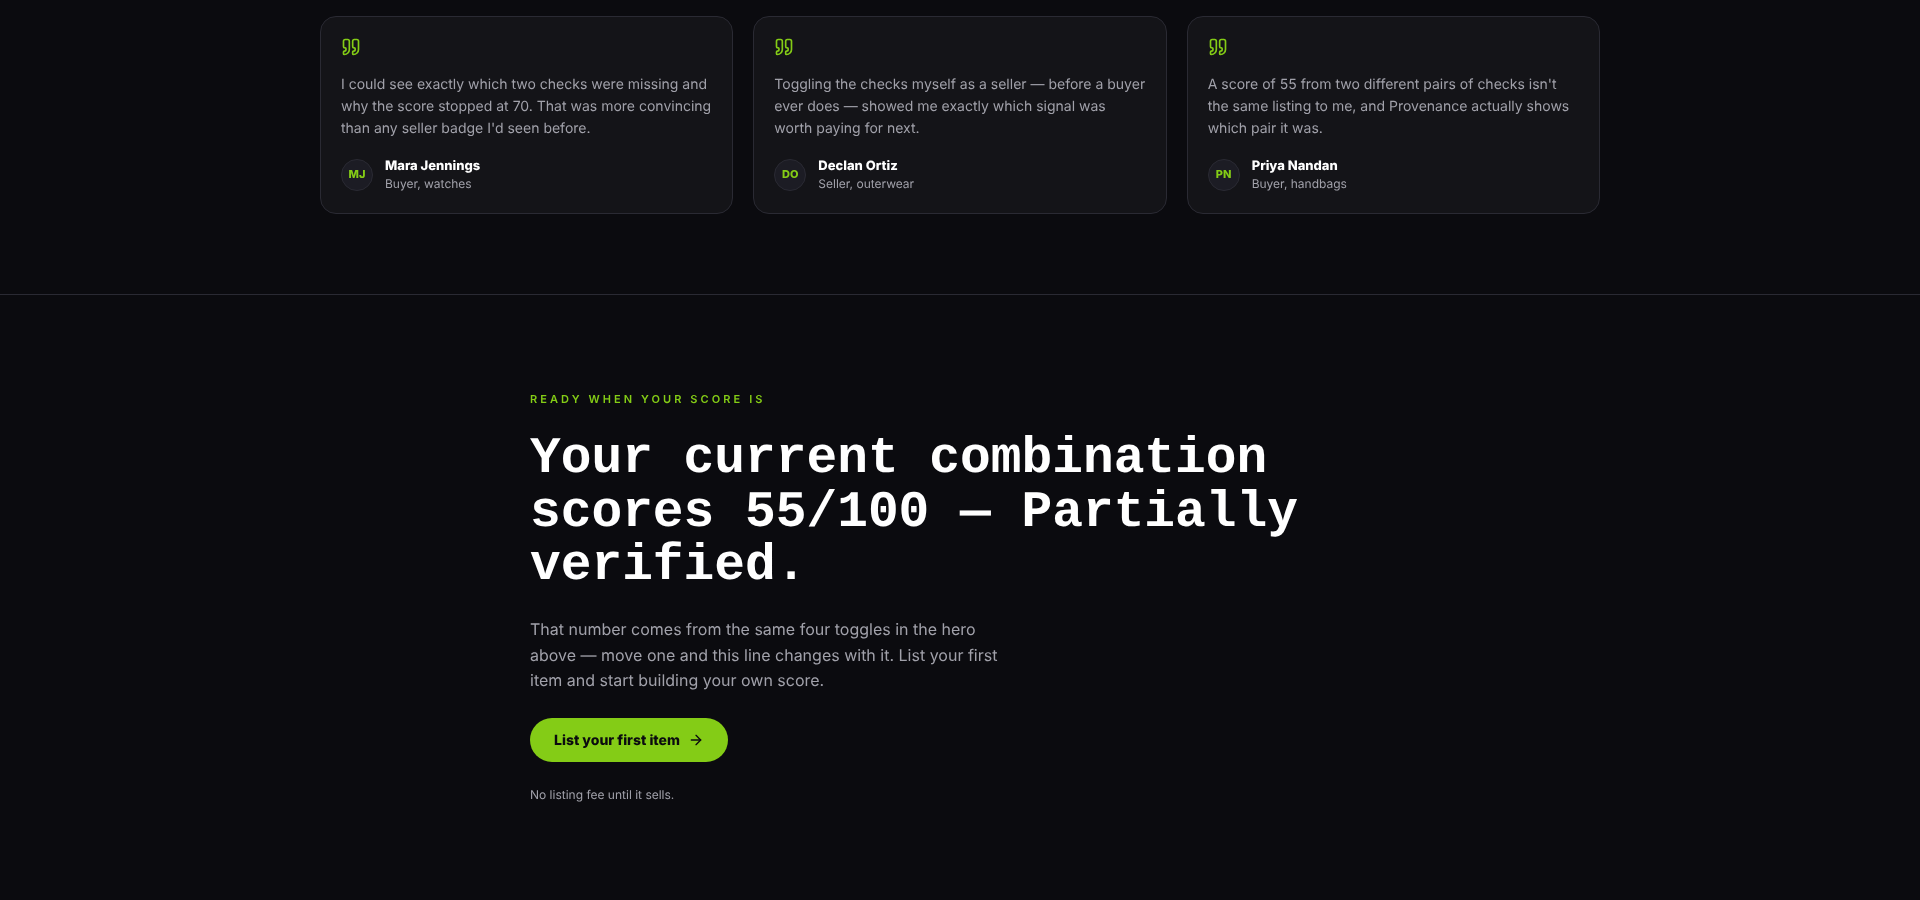 I could see exactly which two checks were missing and
why the score stopped at 70. That was more convincing
than any seller badge I'd seen before.
MJ
Mara Jennings
Buyer, watches
Toggling the checks myself as a seller — before a buyer
ever does — showed me exactly which signal was
worth paying for next.
DO
Declan Ortiz
Seller, outerwear
A score of 55 from two different pairs of checks isn't
the same listing to me, and Provenance actually shows
which pair it was.
PN
Priya Nandan
Buyer, handbags
READY WHEN YOUR SCORE IS
Your current combination
scores 55/100 — Partially
verified.
That number comes from the same four toggles in the hero
above — move one and this line changes with it. List your first
item and start building your own score.
List your first item
No listing fee until it sells.